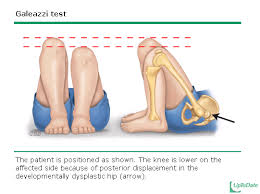 Galeazzi test
The patient is positioned as shown. The knee is lower on the
affected side because of posterior displacement in the
developmentally dysplastic hip (arrow).
UpToDate